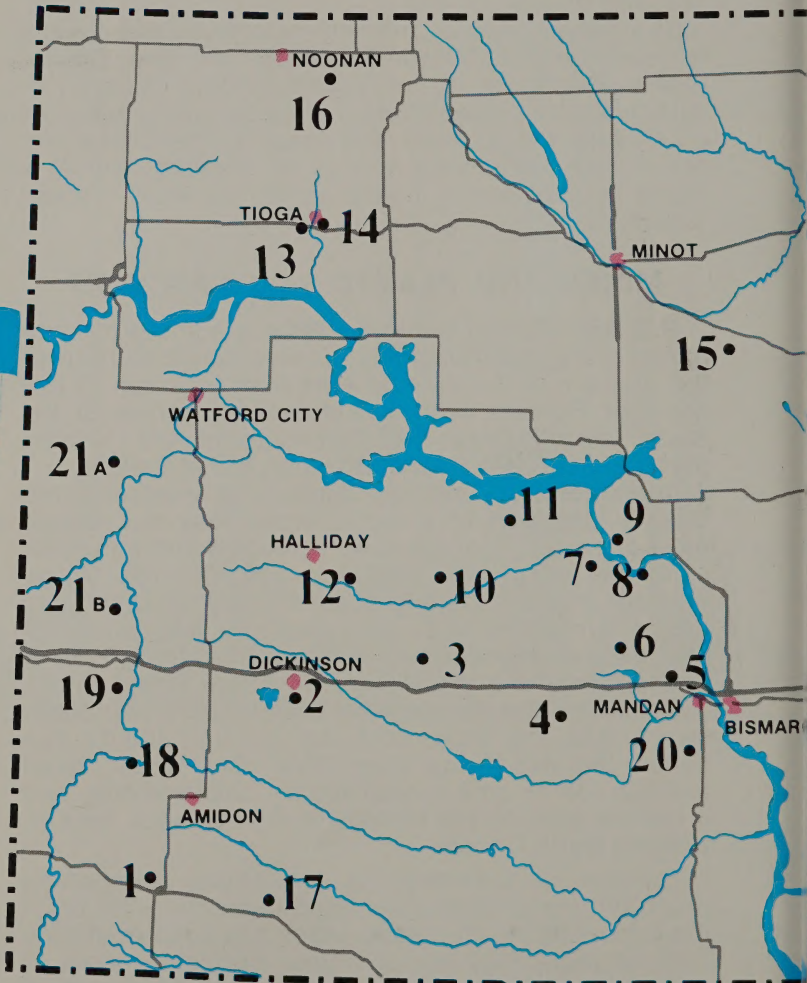 NOONAN
16
TIOGA
14
13
MINOT
15
WATFORD CITY
21A
11
9
HALLIDAY
7
8
12
10
21B
6
3
DICKINSON
5
19
2
MANDAN
4
BISMAR
20
18
AMIDON
1
17